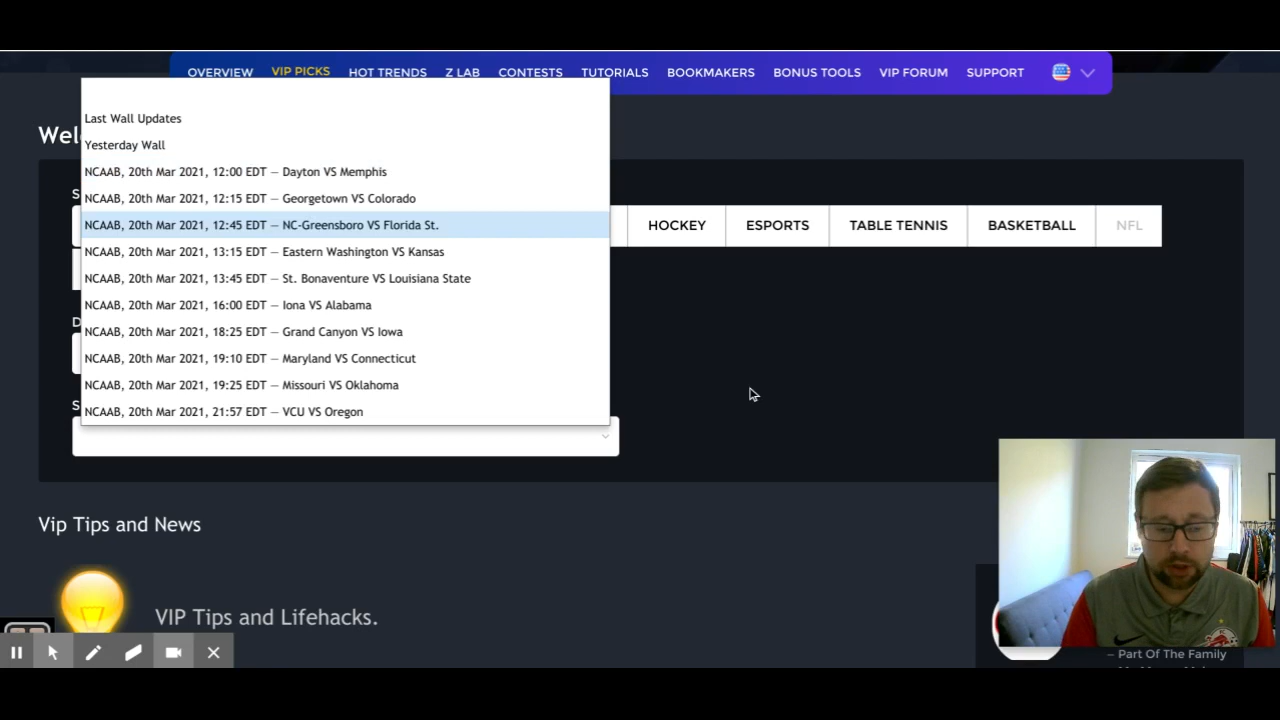 OVERVIEW VIP PICKS HOT TRENDS Z LAB CONTESTS TUTORIALS BOOKMAKERS BONUS TOOLS VIP FORUM SUPPORT
Wel
Last Wall Updates
Yesterday Wall
NCAAB, 20th Mar 2021, 12:00 EDT — Dayton VS Memphis
S
NCAAB, 20th Mar 2021, 12:15 EDT — Georgetown VS Colorado
NCAAB, 20th Mar 2021, 12:45 EDT — NC-Greensboro VS Florida St.
HOCKEY ESPORTS TABLE TENNIS BASKETBALL NFL
NCAAB, 20th Mar 2021, 13:15 EDT — Eastern Washington VS Kansas
NCAAB, 20th Mar 2021, 13:45 EDT — St. Bonaventure VS Louisiana State
NCAAB, 20th Mar 2021, 16:00 EDT — Iona VS Alabama
D
NCAAB, 20th Mar 2021, 18:25 EDT — Grand Canyon VS Iowa
NCAAB, 20th Mar 2021, 19:10 EDT — Maryland VS Connecticut
NCAAB, 20th Mar 2021, 19:25 EDT — Missouri VS Oklahoma
S
NCAAB, 20th Mar 2021, 21:57 EDT — VCU VS Oregon
Vip Tips and News
VIP Tips and Lifehacks.
– Part Of The Family